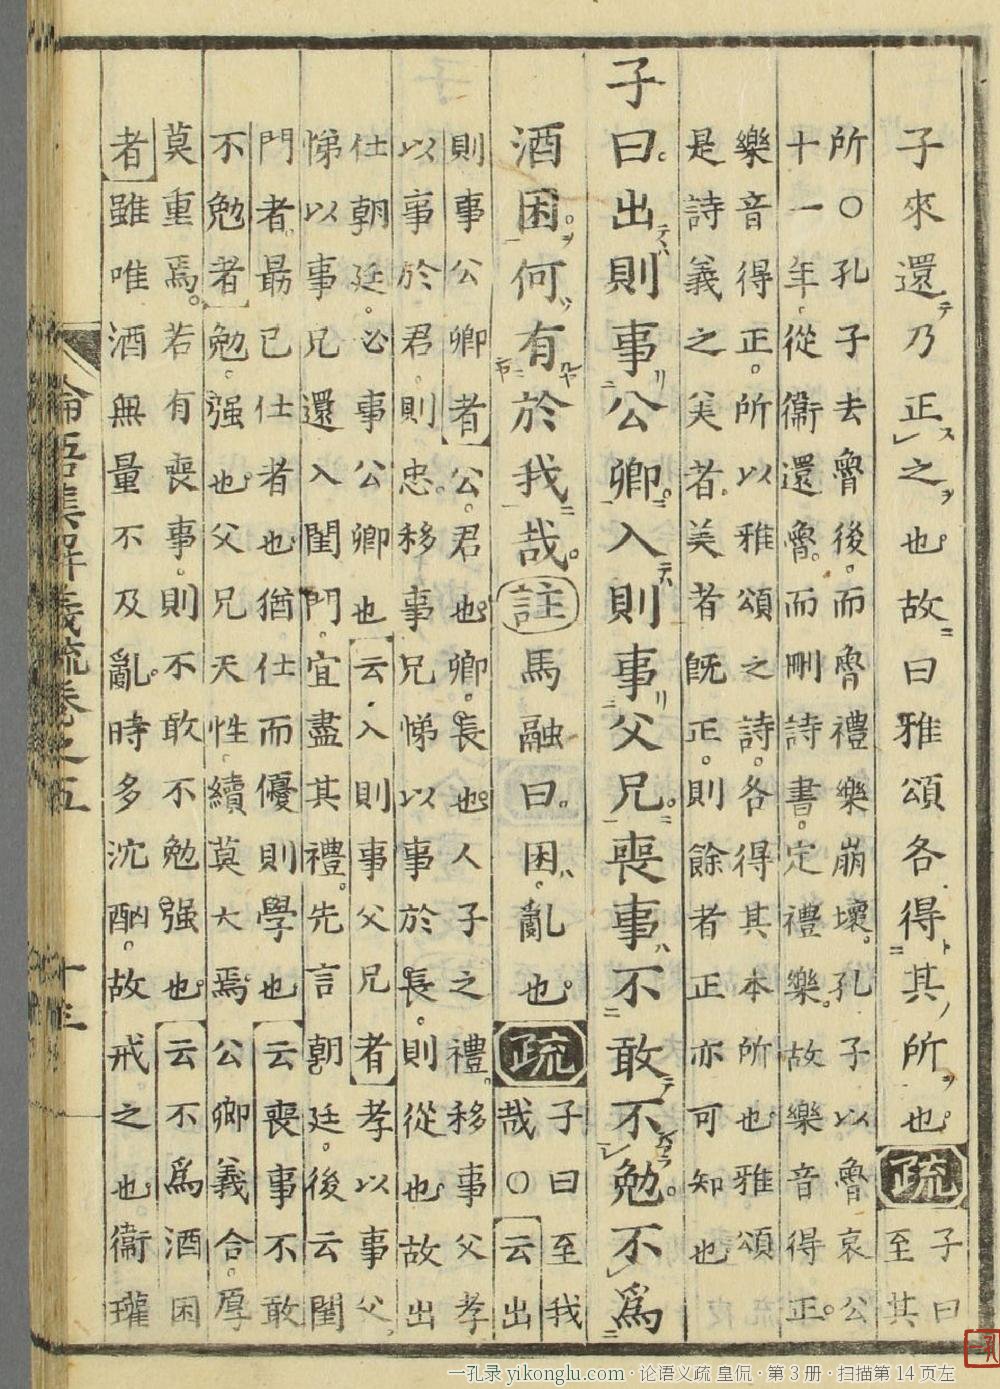 子來還乃正之也故曰雅頌各得其所也疏子曰
至其
所○孔子去魯後而魯禮樂崩壞孔子以魯哀公
十一年從衞還魯而刪詩書定禮樂故樂音得正
樂音得正所以雅頌之詩各得其本所也雅頌
是詩義之美者美者既正則餘者正亦可知也
子曰出則事公卿入則事父兄喪事不敢不勉不爲
酒困何有於我哉註馬融曰困亂也疏子曰至我
哉○云出
則事公卿者公君也卿長也人子之禮移事父孝
以事於君則忠移事兄悌以事於長則從也故出
仕朝廷必事公卿也云入則事父兄者孝以事父
悌以事兄還入閨門宜盡其禮先言朝廷後云閨
門者最已仕者也猶仕而優則學也云喪事不敢
不勉者勉强也父兄天性續莫大焉公卿義合厚
莫重焉若有喪事則不敢不勉强也云不爲酒困
者雖唯酒無量不及亂時多沈酗故戒之也衞瓘
論語集解義疏卷之五 十三
一孔录 yikonglu.com · 论语义疏 皇侃 · 第 3 册 · 扫描第 14 页左